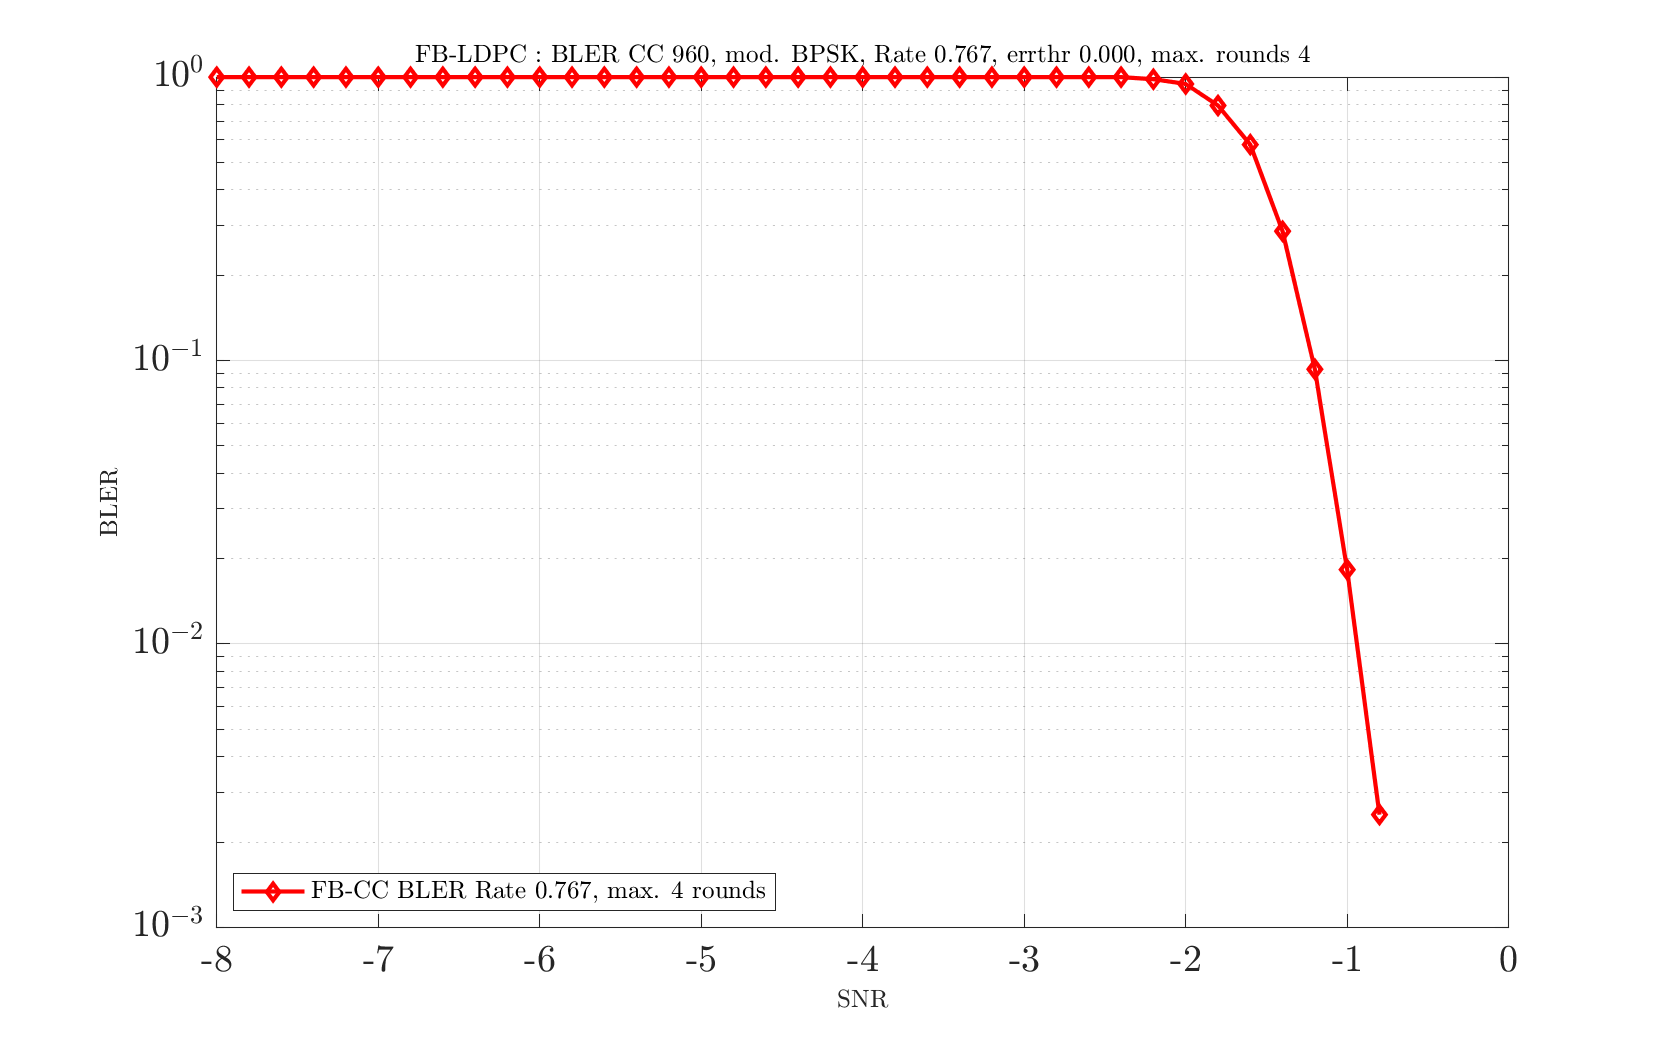 FB-LDPC : BLER CC 960, mod. BPSK, Rate 0.767, errthr 0.000, max. rounds 4
10^0
10^-1
10^-2
10^-3
BLER
FB-CC BLER Rate 0.767, max. 4 rounds
-8 -7 -6 -5 -4 -3 -2 -1 0
SNR